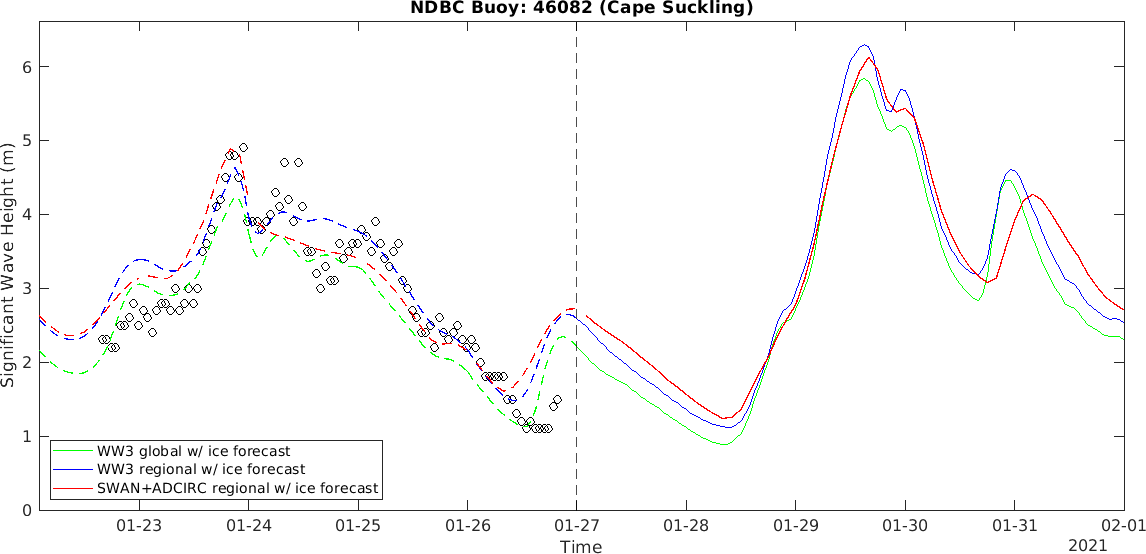 NDBC Buoy: 46082 (Cape Suckling)
Significant Wave Height (m)
6
5
4
3
2
1
0
WW3 global w/ ice forecast
WW3 regional w/ ice forecast
SWAN+ADCIRC regional w/ ice forecast
01-23 01-24 01-25 01-26 01-27 01-28 01-29 01-30 01-31 02-01
Time
2021